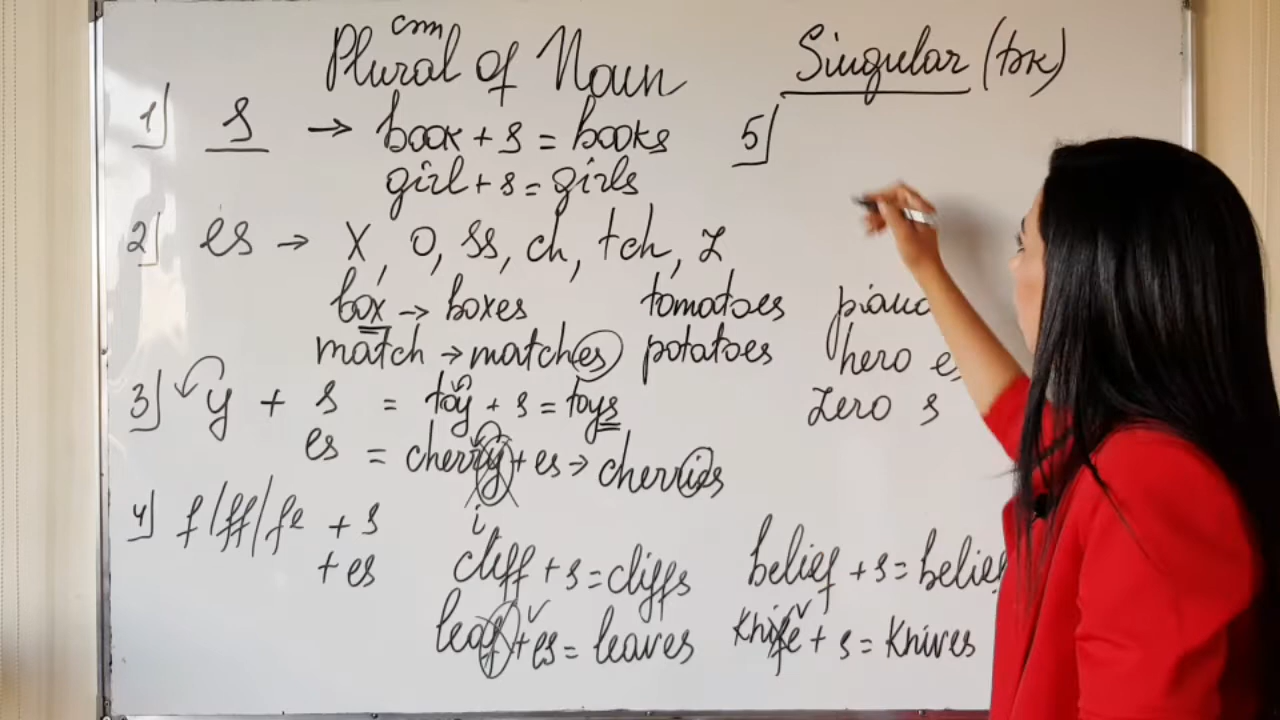 Plural of Noun
Singular (tək)
1) s → book + s = books
girl + s = girls
2) es → x, o, ss, ch, tch, z
box → boxes
match → matches
tomatoes
potatoes
hero es
zero s
3) y + s = toy + s = toys
es = cherry + es → cherries
i
4) f/ff/fe + s
+ es
cliff + s = cliffs
leaf + es = leaves
v
belief + s =
knife + s = knives
v
5)